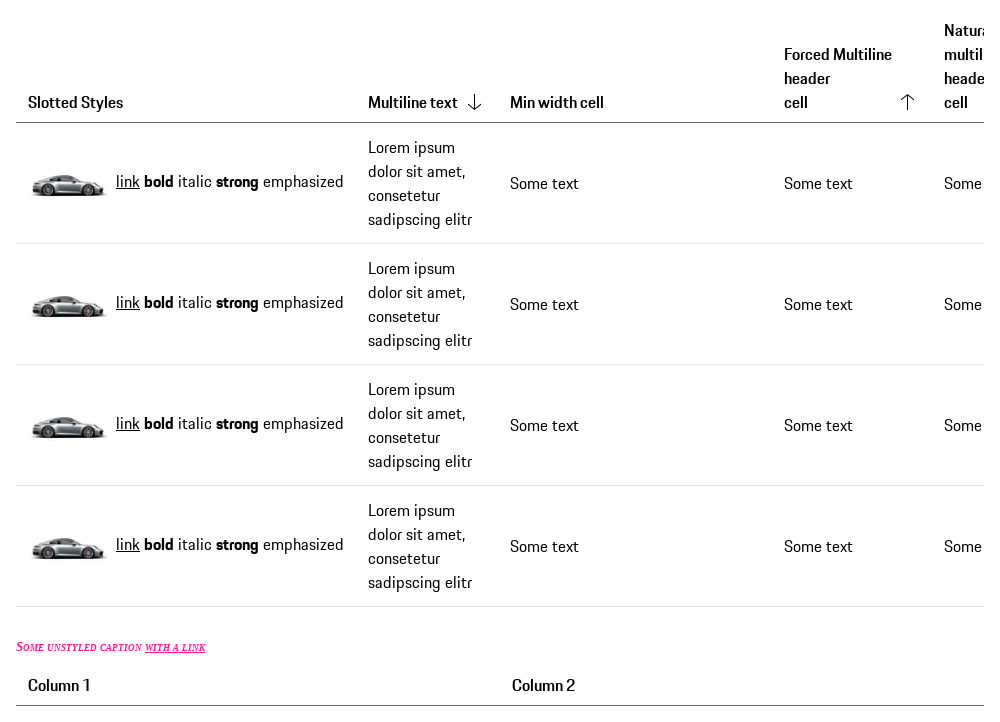 Slotted Styles
Multiline text
Min width cell
Forced Multiline
header
cell
Natur
multil
heade
cell
link bold italic strong emphasized
Lorem ipsum
dolor sit amet,
consetetur
sadipscing elitr
Some text
Some text
Some
link bold italic strong emphasized
Lorem ipsum
dolor sit amet,
consetetur
sadipscing elitr
Some text
Some text
Some
link bold italic strong emphasized
Lorem ipsum
dolor sit amet,
consetetur
sadipscing elitr
Some text
Some text
Some
link bold italic strong emphasized
Lorem ipsum
dolor sit amet,
consetetur
sadipscing elitr
Some text
Some text
Some
Some unstyled caption with a link
Column 1
Column 2